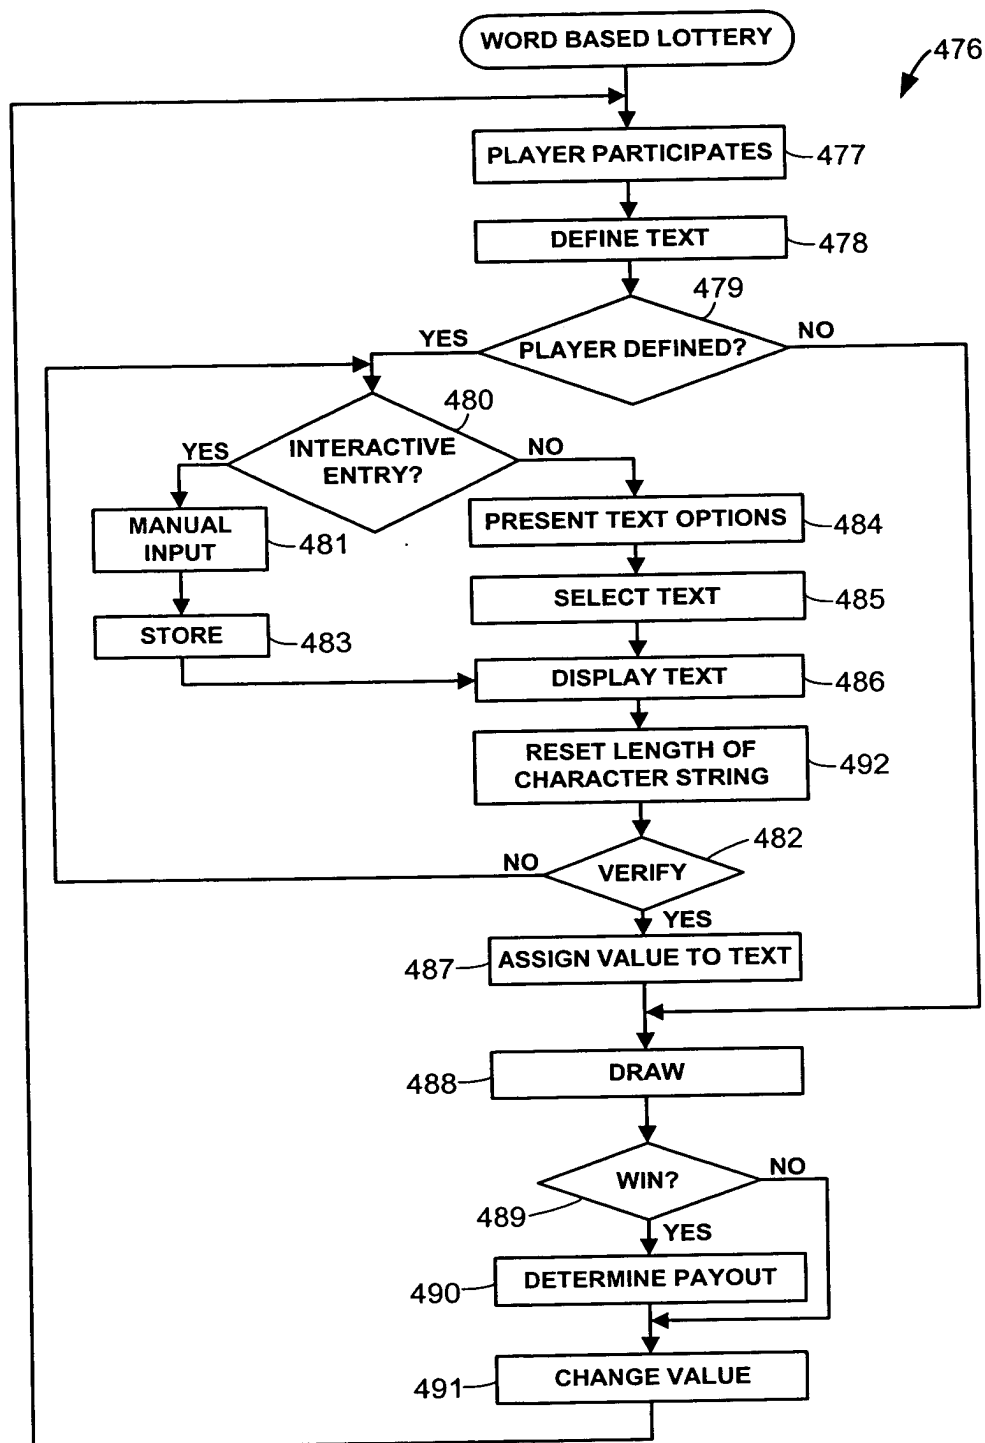 WORD BASED LOTTERY
476
PLAYER PARTICIPATES
477
DEFINE TEXT
478
479
PLAYER DEFINED?
YES
NO
480
INTERACTIVE
ENTRY?
YES
NO
MANUAL
INPUT
481
STORE
483
PRESENT TEXT OPTIONS
484
SELECT TEXT
485
DISPLAY TEXT
486
RESET LENGTH OF
CHARACTER STRING
492
482
VERIFY
NO
YES
487
ASSIGN VALUE TO TEXT
488
DRAW
WIN?
NO
489
YES
490
DETERMINE PAYOUT
491
CHANGE VALUE